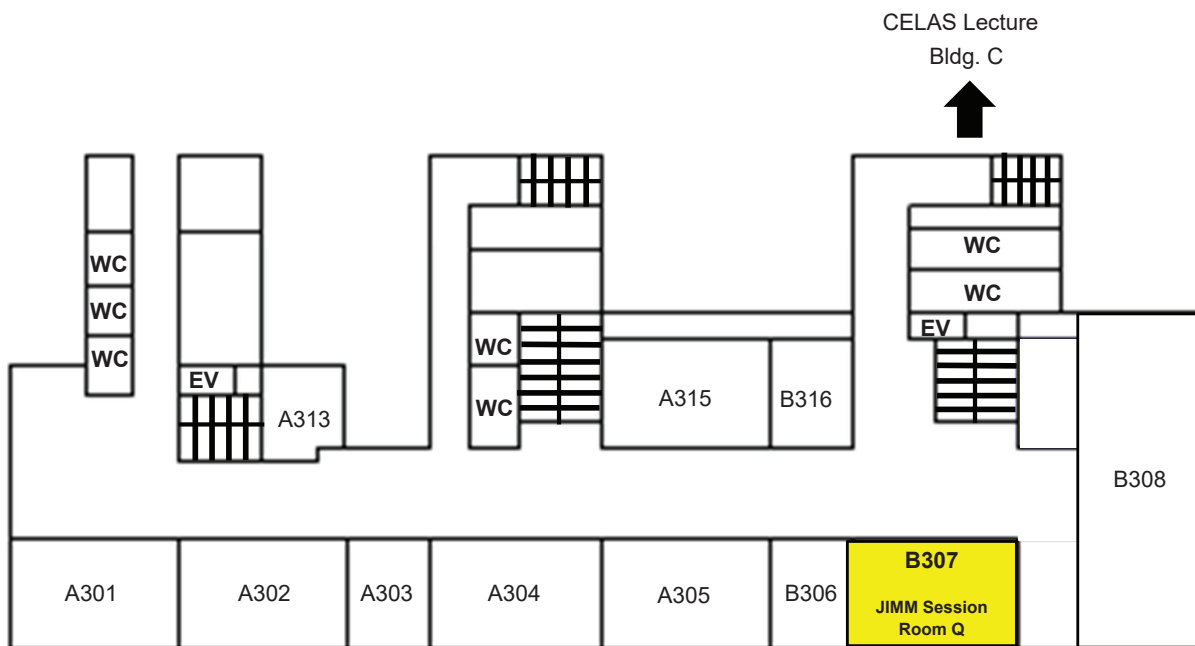 CELAS Lecture
Bldg. C
WC
WC
WC
EV
A313
WC
WC
A315
B316
WC
WC
EV
B308
A301
A302
A303
A304
A305
B306
B307
JIMM Session
Room Q